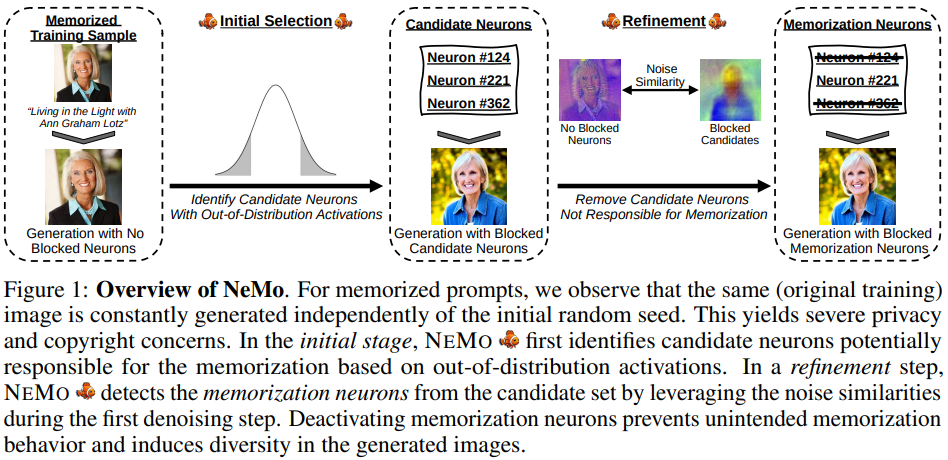 Memorized
Training Sample
"Living in the Light with
Ann Graham Lotz"
Generation with No
Blocked Neurons
Initial Selection
Identify Candidate Neurons
With Out-of-Distribution Activations
Candidate Neurons
Neuron #124
Neuron #221
Neuron #362
Generation with Blocked
Candidate Neurons
Refinement
Noise
Similarity
No Blocked
Neurons
Blocked
Candidates
Remove Candidate Neurons
Not Responsible for Memorization
Memorization Neurons
Neuron #124
Neuron #221
Neuron #362
Generation with Blocked
Memorization Neurons
Figure 1: Overview of NeMo. For memorized prompts, we observe that the same (original training)
image is constantly generated independently of the initial random seed. This yields severe privacy
and copyright concerns. In the initial stage, NEMO first identifies candidate neurons potentially
responsible for the memorization based on out-of-distribution activations. In a refinement step,
NEMO detects the memorization neurons from the candidate set by leveraging the noise similarities
during the first denoising step. Deactivating memorization neurons prevents unintended memorization
behavior and induces diversity in the generated images.